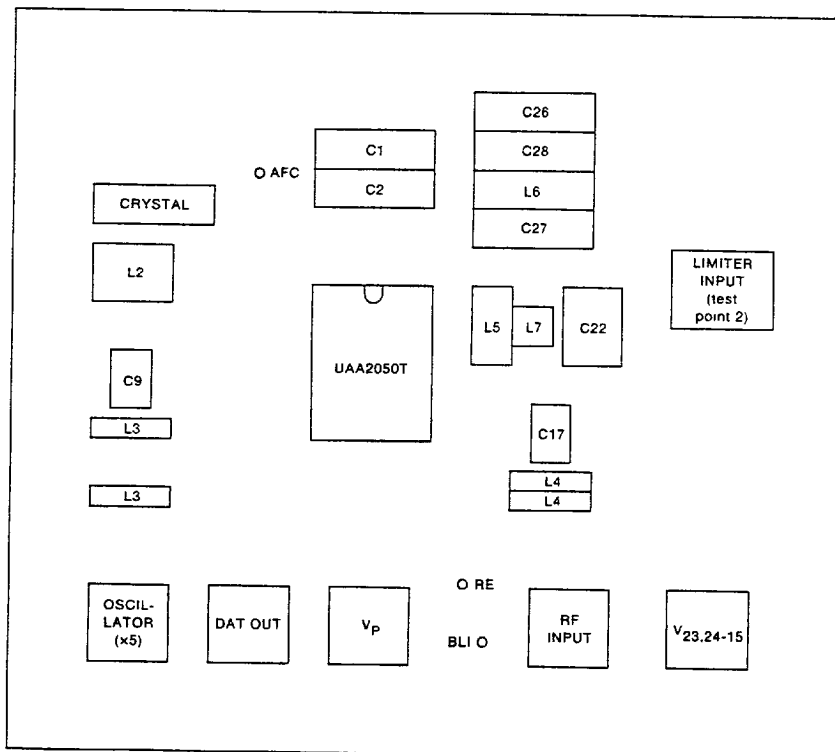 C26
C1
C28
O AFC
C2
L6
CRYSTAL
C27
L2
LIMITER
INPUT
(test
point 2)
L5
L7
C22
UAA2050T
C9
L3
C17
L4
L3
L4
O RE
OSCIL-
LATOR
(x5)
DAT OUT
VP
BLI O
RF
INPUT
V23,24-15